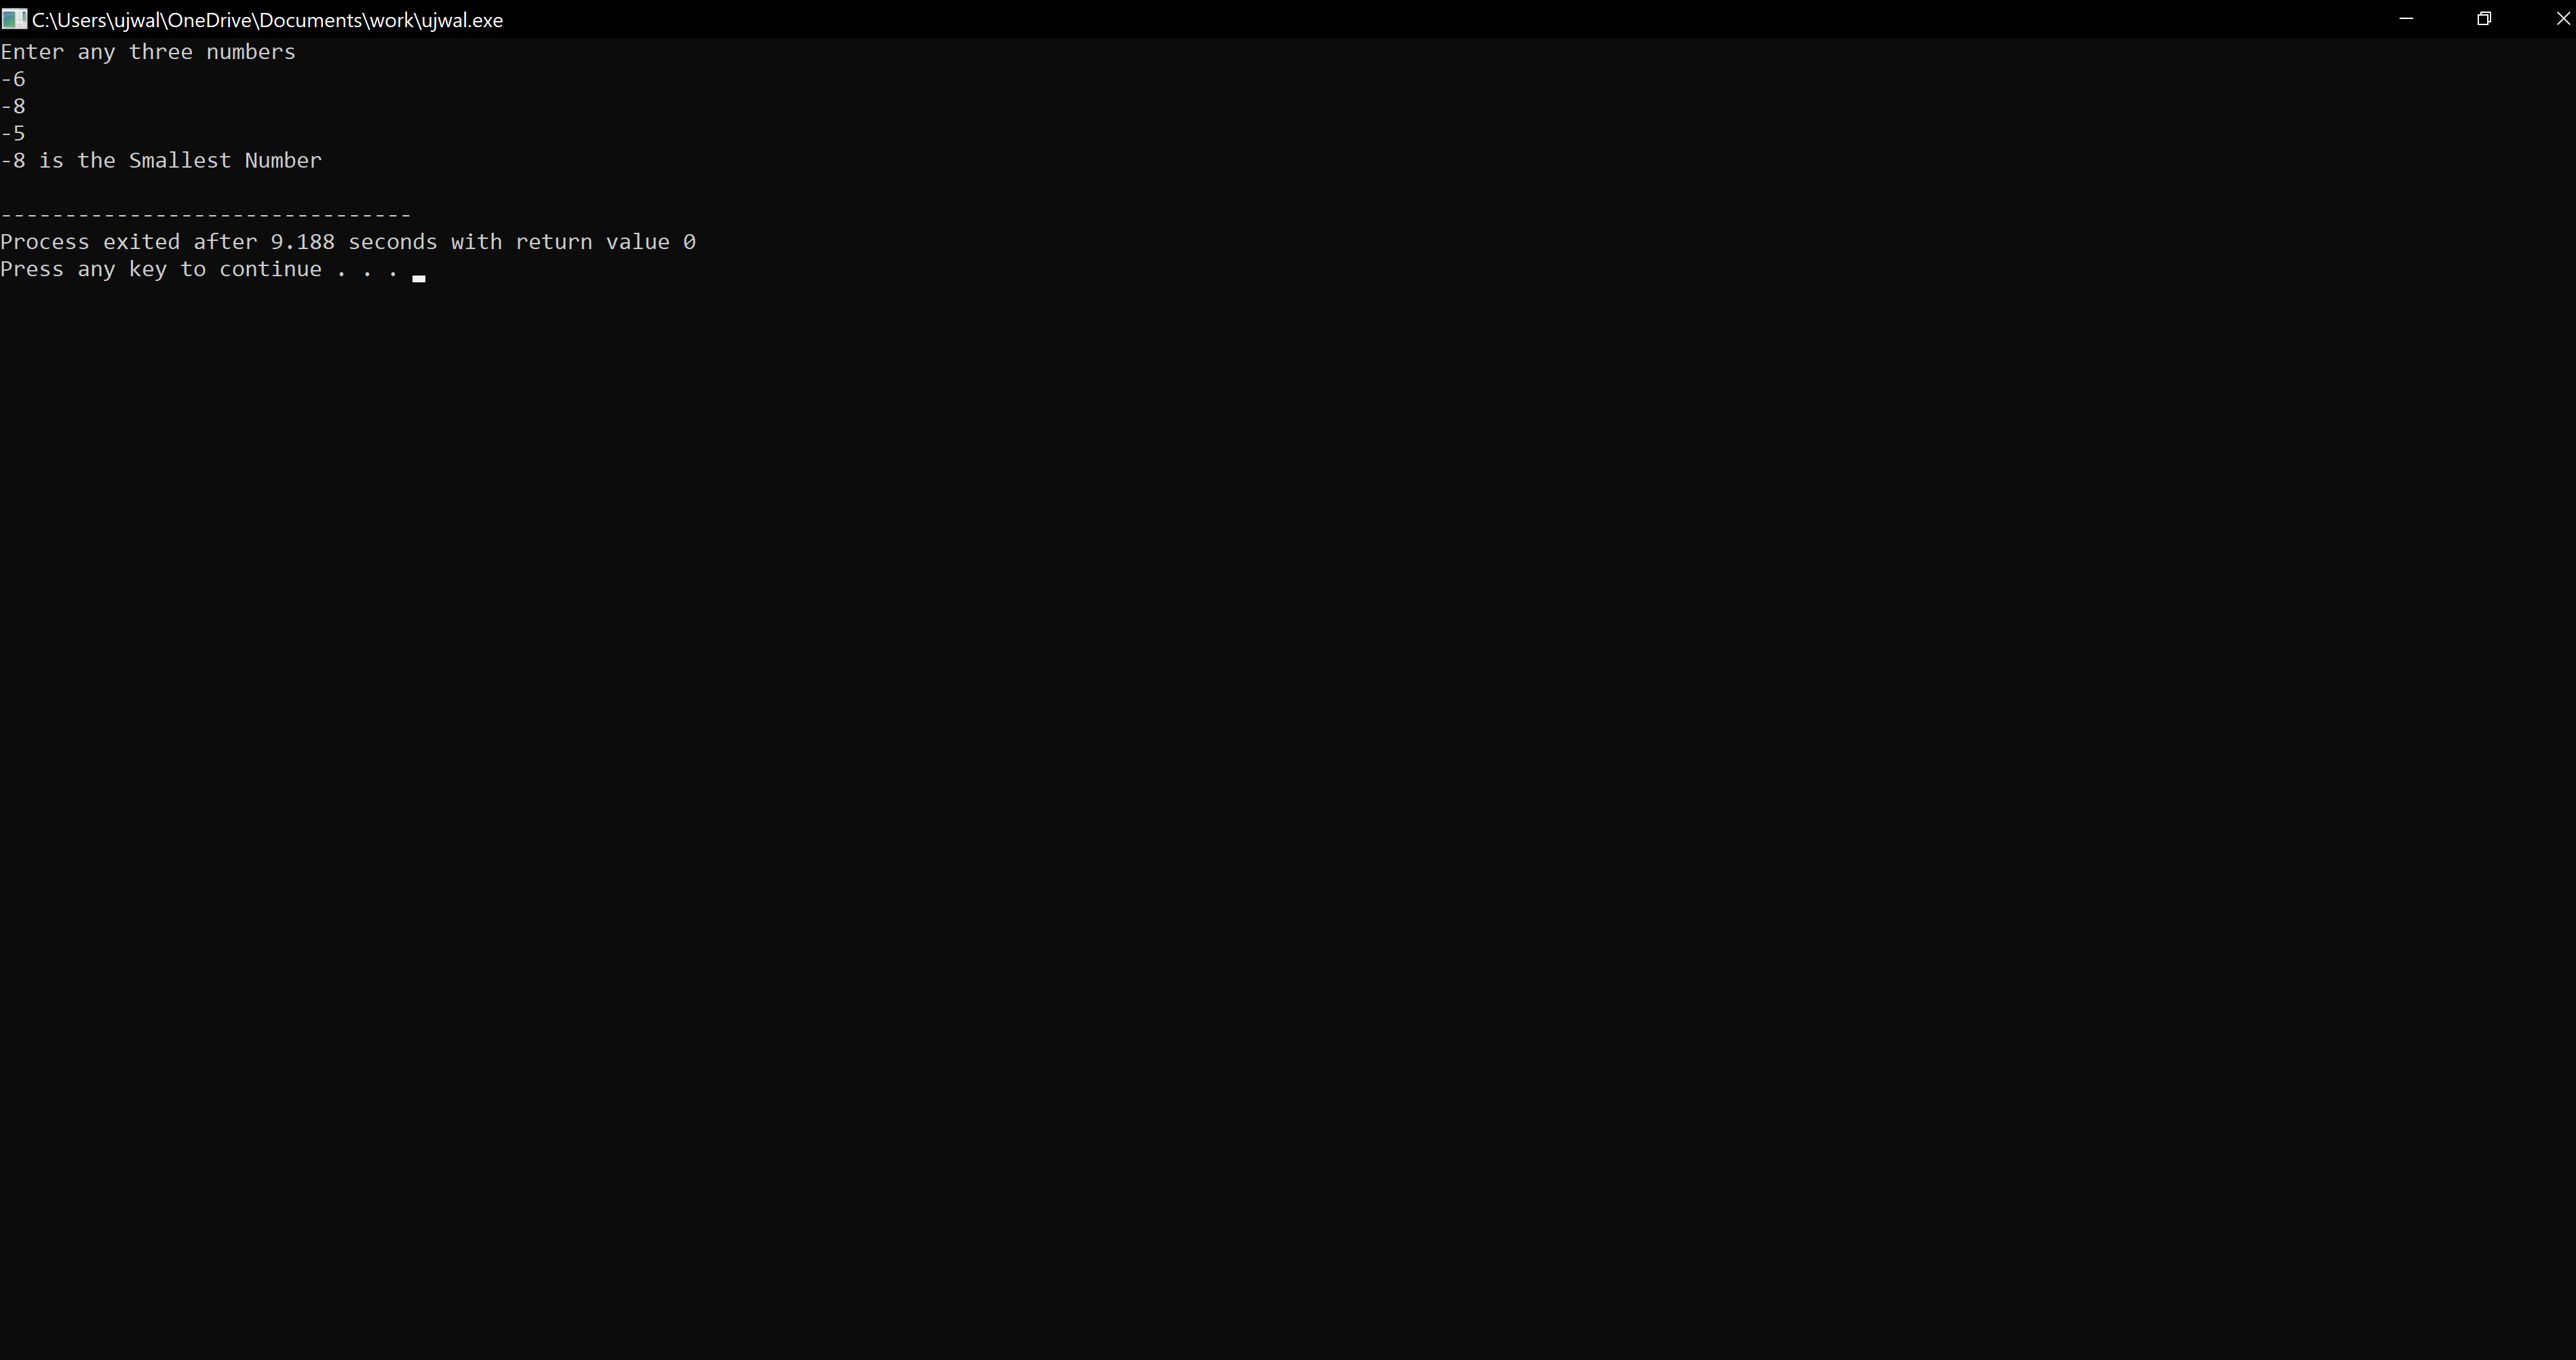 C:\Users\ujwal\OneDrive\Documents\work\ujwal.exe
Enter any three numbers
-6
-8
-5
-8 is the Smallest Number
--------------------------------
Process exited after 9.188 seconds with return value 0
Press any key to continue . . .